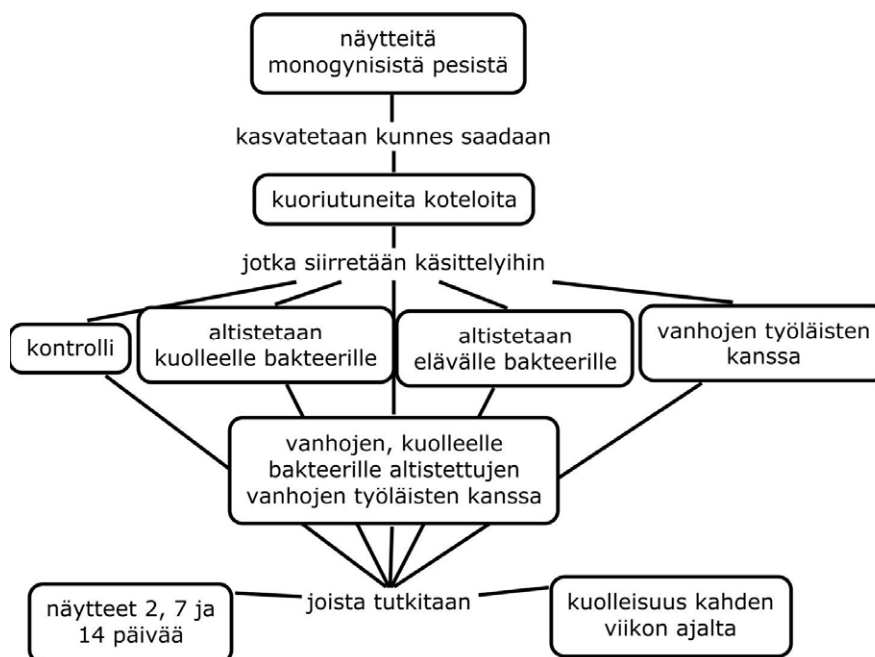 näytteitä
monogynisistä pesistä
kasvatetaan kunnes saadaan
kuoriutuneita koteloita
jotka siirretään käsittelyihin
kontrolli
altistetaan
kuolleelle bakteerille
altistetaan
elävälle bakteerille
vanhojen työläisten
kanssa
vanhojen, kuolleelle
bakteerille altistettujen
vanhojen työläisten kanssa
näytteet 2, 7 ja
14 päivää
joista tutkitaan
kuolleisuus kahden
viikon ajalta